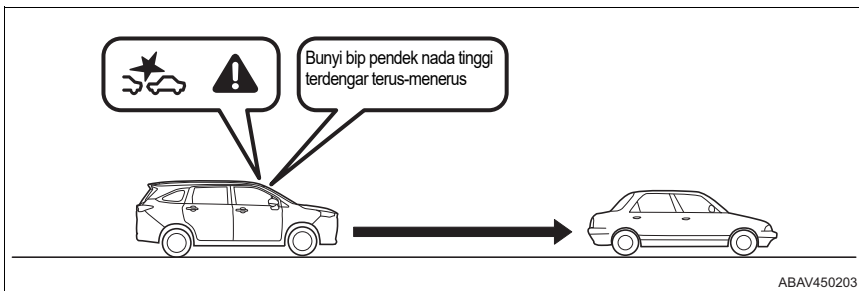 Bunyi bip pendek nada tinggi
terdengar terus-menerus
ABAV450203